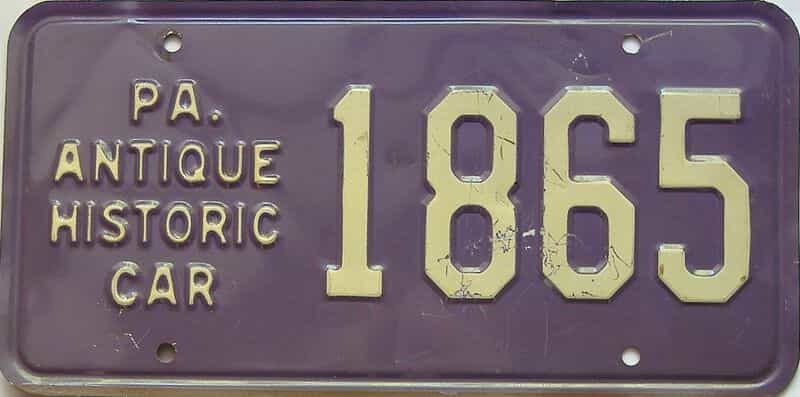 PA.
ANTIQUE
HISTORIC
CAR
1865